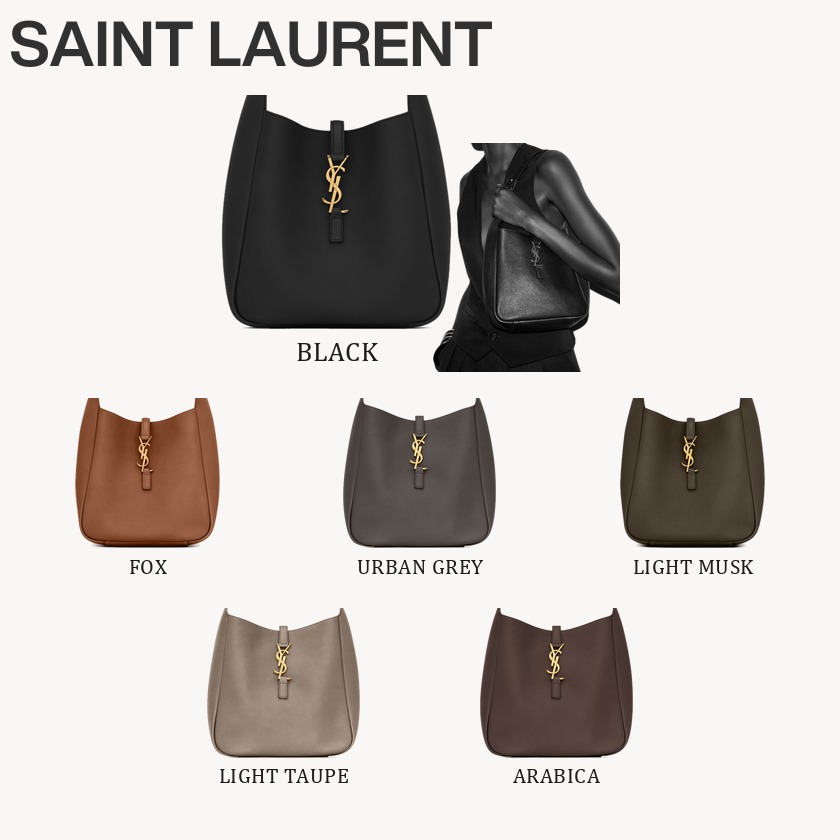 SAINT LAURENT
BLACK
FOX
URBAN GREY
LIGHT MUSK
LIGHT TAUPE
ARABICA